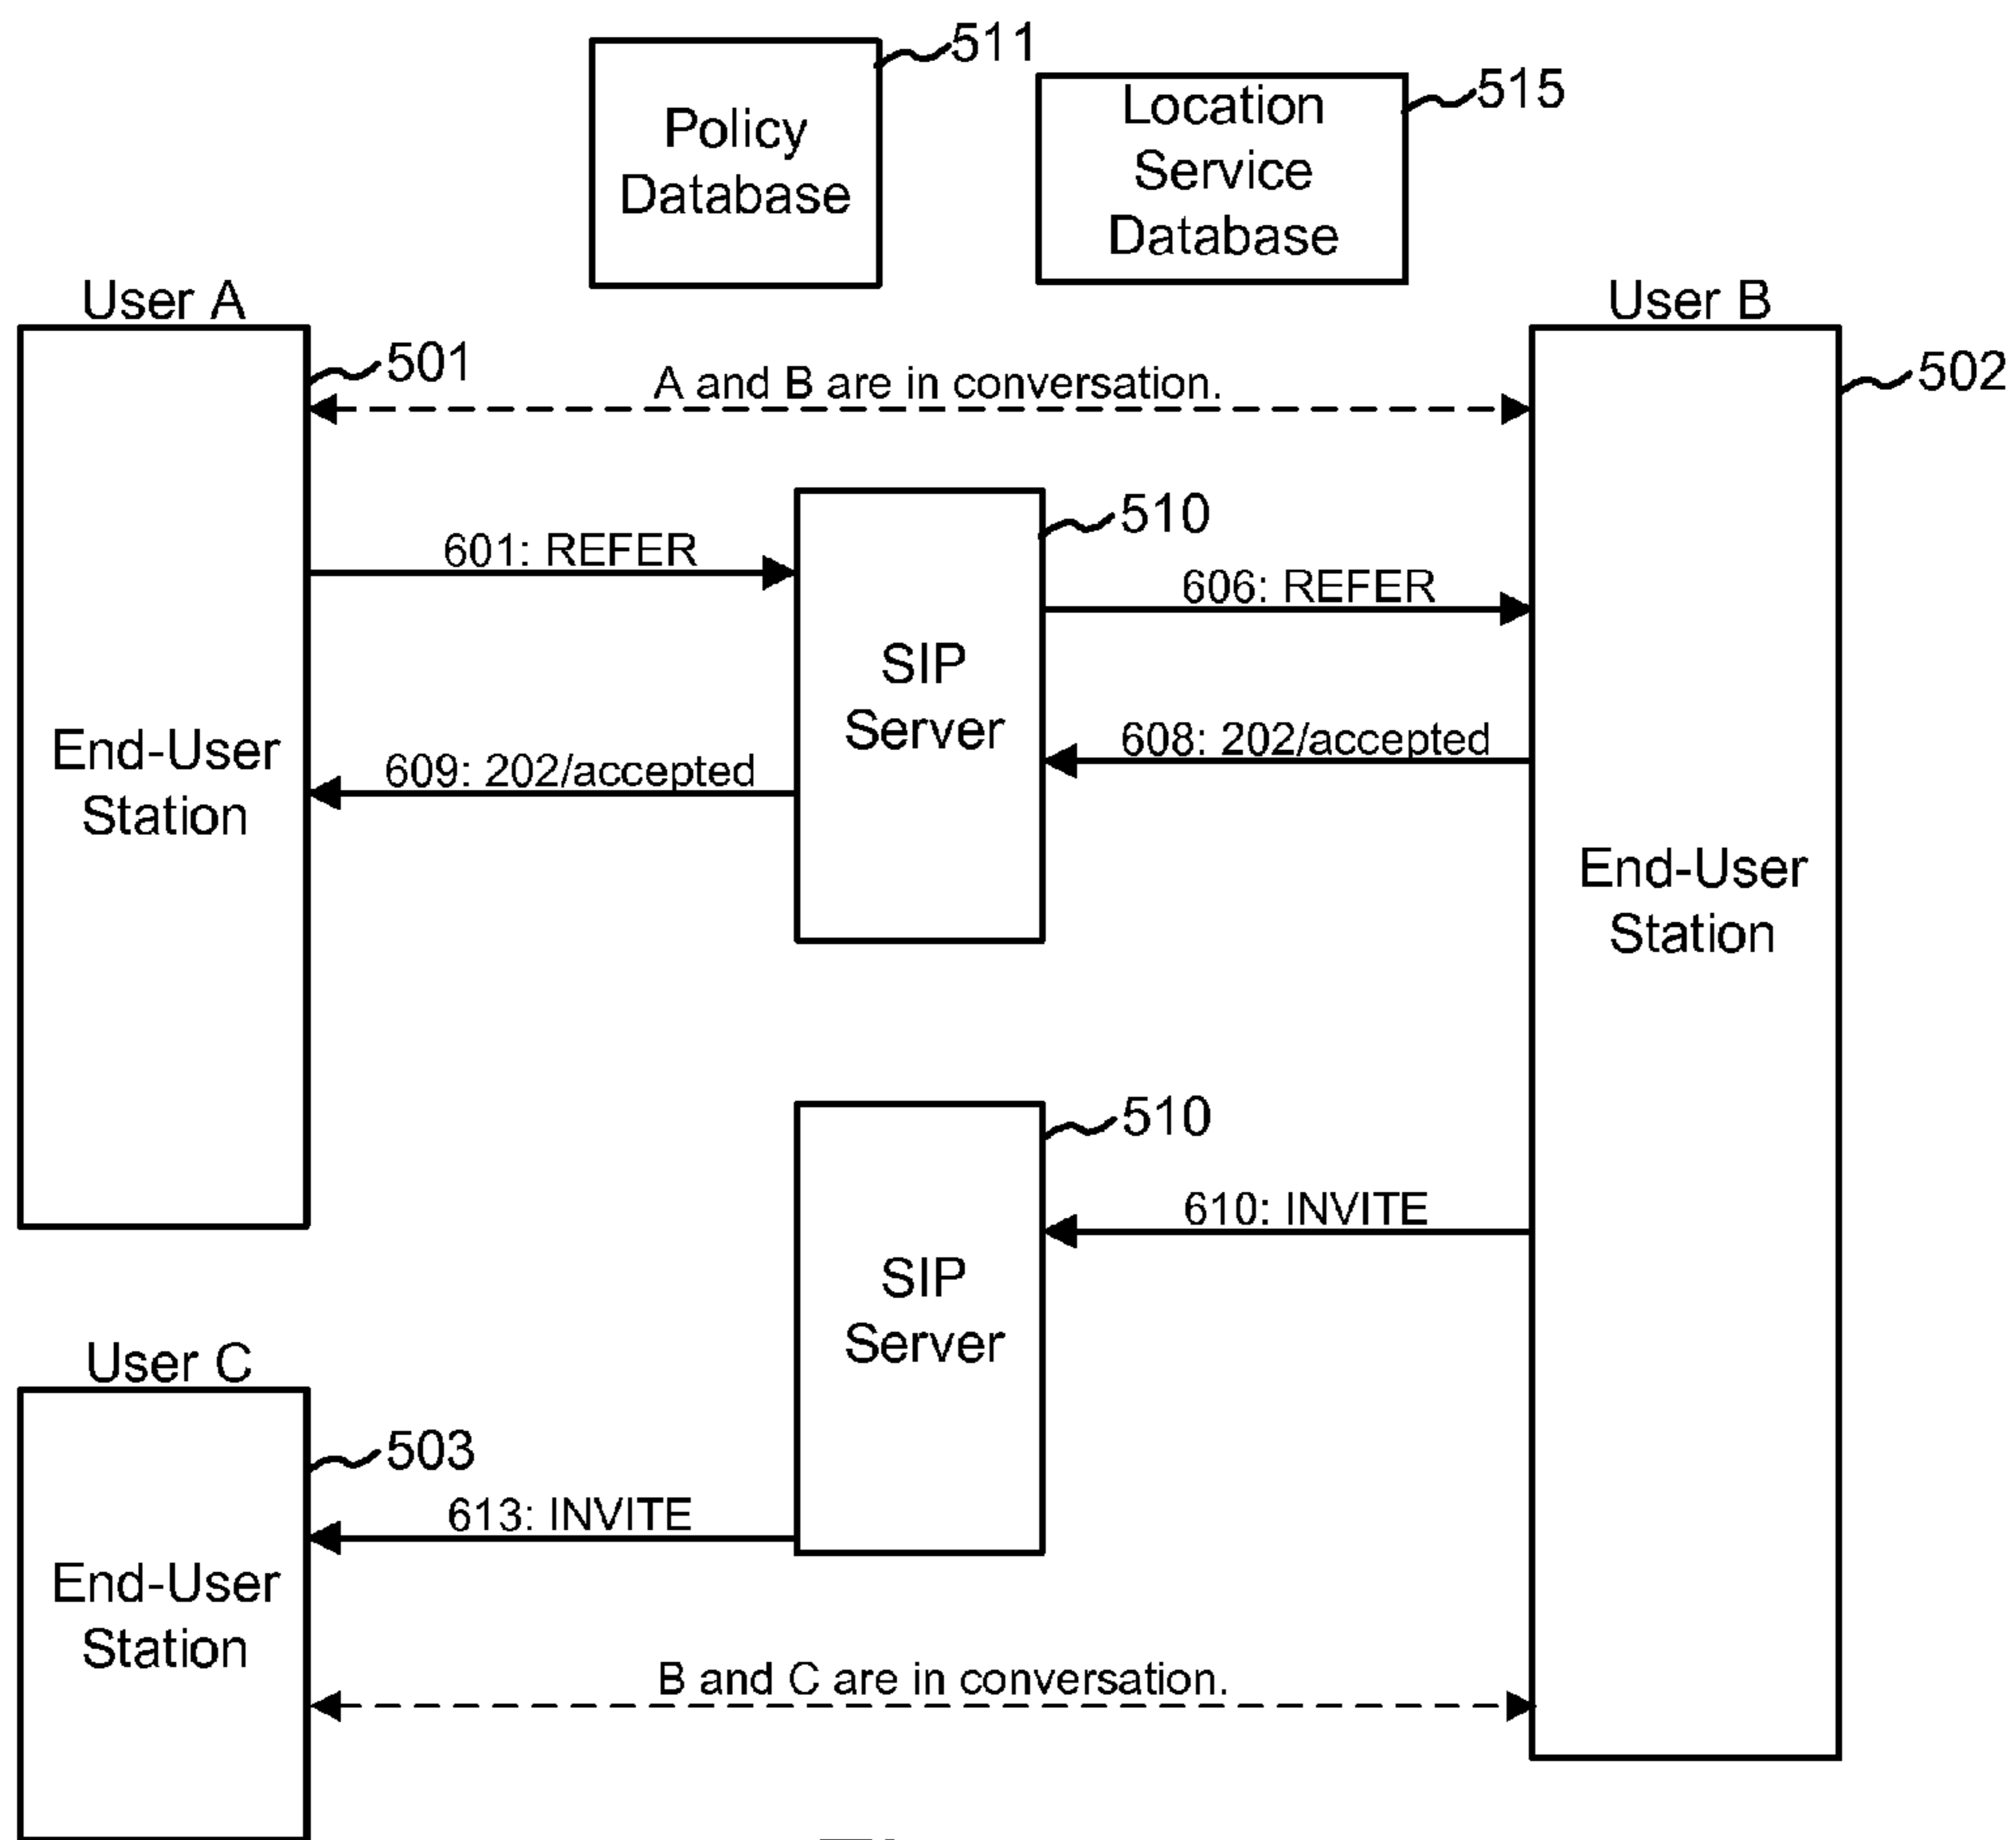 511
Policy
Database
515
Location
Service
Database
User A
User B
501
502
A and B are in conversation.
601: REFER
510
606: REFER
SIP
Server
608: 202/accepted
609: 202/accepted
End-User
Station
End-User
Station
510
610: INVITE
SIP
Server
User C
503
613: INVITE
End-User
Station
B and C are in conversation.